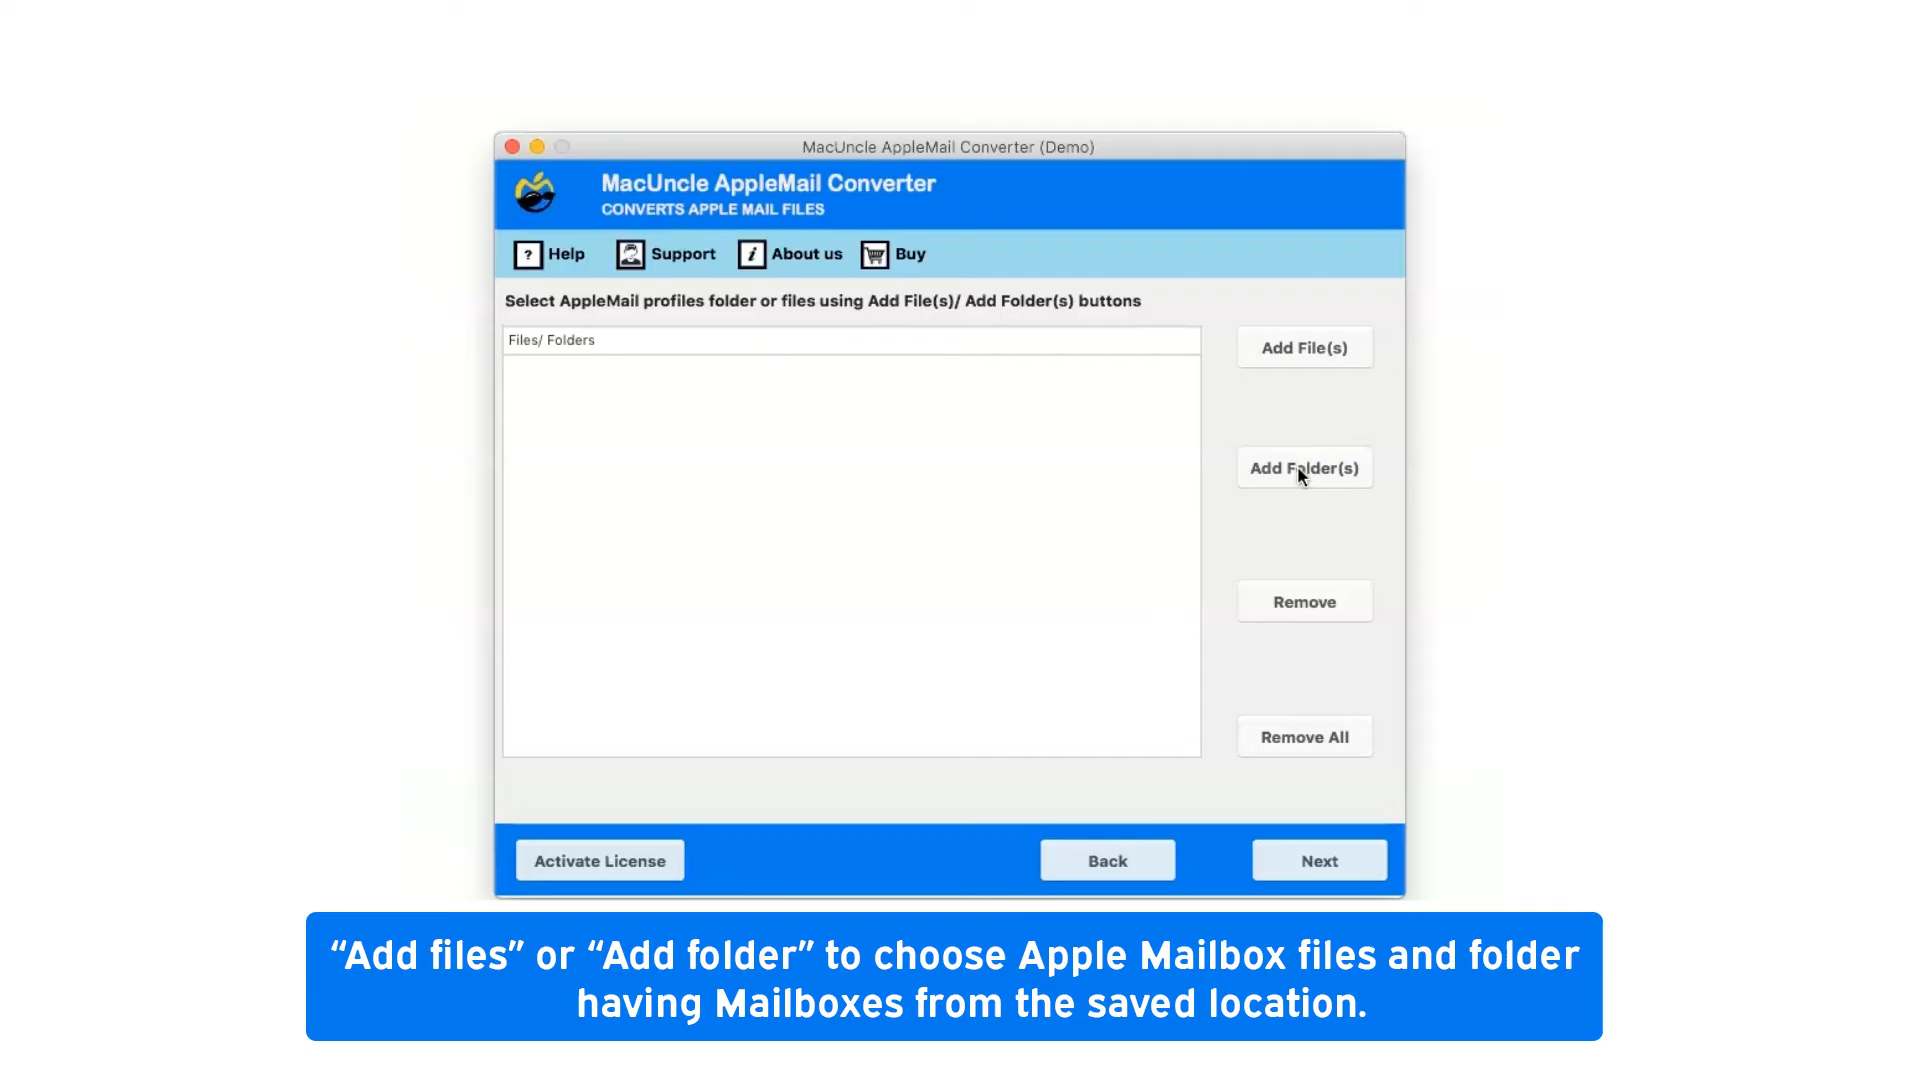 MacUncle AppleMail Converter (Demo)
MacUncle AppleMail Converter
CONVERTS APPLE MAIL FILES
? Help
Support
i About us
Buy
Select AppleMail profiles folder or files using Add File(s)/ Add Folder(s) buttons
Files/ Folders
Add File(s)
Add Folder(s)
Remove
Remove All
Activate License
Back
Next
“Add files” or “Add folder” to choose Apple Mailbox files and folder
having Mailboxes from the saved location.